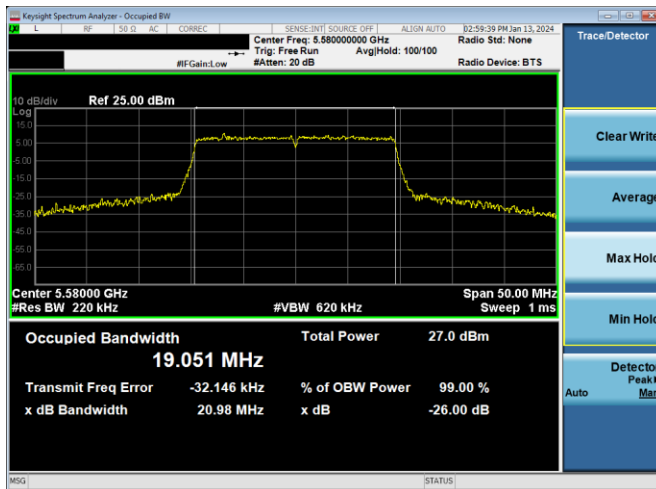 Keysight Spectrum Analyzer - Occupied BW
L RF 50 Ω AC CORREC SENSE:INT SOURCE OFF ALIGN AUTO 02:59:39 PM Jan 13, 2024
Center Freq: 5.580000000 GHz Radio Std: None
Trig: Free Run Avg|Hold: 100/100
#IFGain:Low #Atten: 20 dB Radio Device: BTS
Trace/Detector
10 dB/div Ref 25.00 dBm
Log
15.0
5.00
-5.00
-15.0
-25.0
-35.0
-45.0
-55.0
-65.0
Center 5.58000 GHz Span 50.00 MHz
#Res BW 220 kHz #VBW 620 kHz Sweep 1 ms
Occupied Bandwidth Total Power 27.0 dBm
19.051 MHz
Transmit Freq Error -32.146 kHz % of OBW Power 99.00 %
x dB Bandwidth 20.98 MHz x dB -26.00 dB
Clear Write
Average
Max Hold
Min Hold
Detector
Peak
Auto Man
MSG STATUS